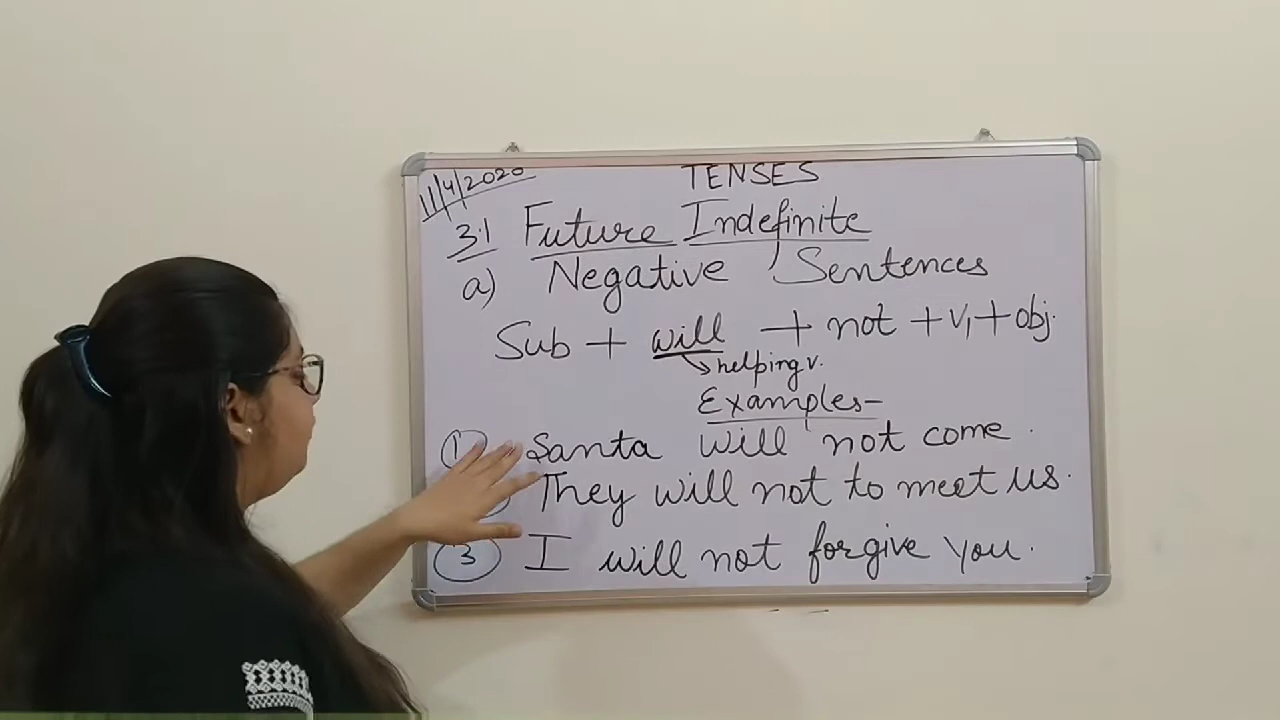 11/4/2020 TENSES
3.1 Future Indefinite
a) Negative Sentences
Sub + will + not + V1 + obj.
helping v.
Examples-
1 Santa will not come.
They will not to meet us.
3 I will not forgive you.